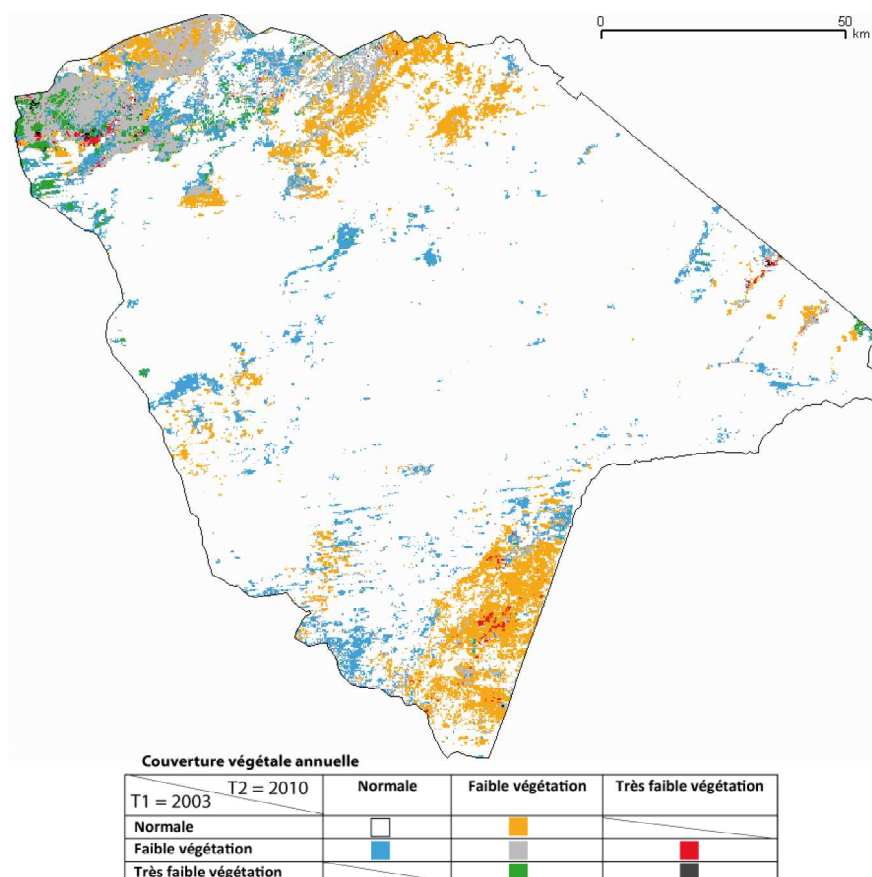 0 50
km
Couverture végétale annuelle
T2 = 2010 Normale Faible végétation Très faible végétation
T1 = 2003
Normale
Faible végétation
Très faible végétation